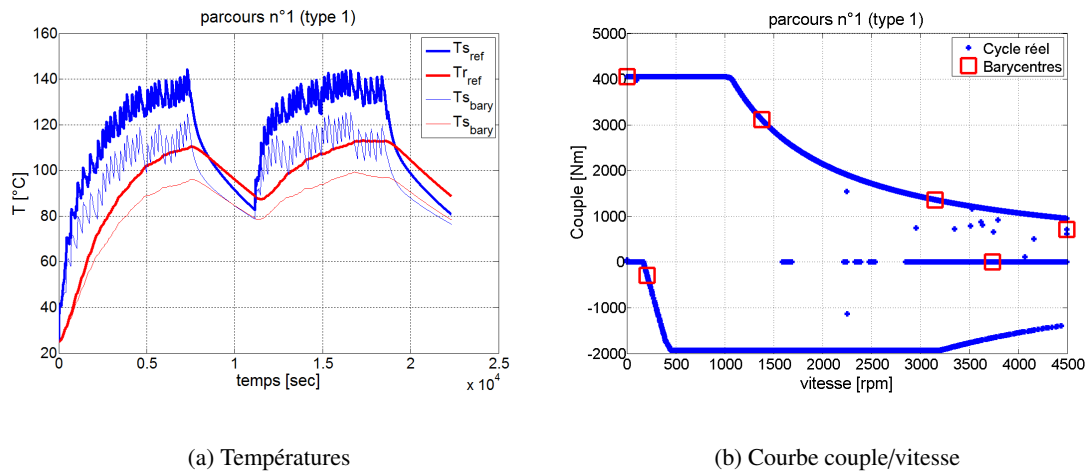 parcours n°1 (type 1)
160
140
120
100
80
60
40
20
T [°C]
0
0.5
1
1.5
2
2.5
x 10⁴
temps [sec]
Ts_ref
Tr_ref
Ts_bary
Ts_bary
(a) Températures
parcours n°1 (type 1)
5000
4000
3000
2000
1000
0
-1000
-2000
Couple [Nm]
0
500
1000
1500
2000
2500
3000
3500
4000
4500
vitesse [rpm]
Cycle réel
Barycentres
(b) Courbe couple/vitesse